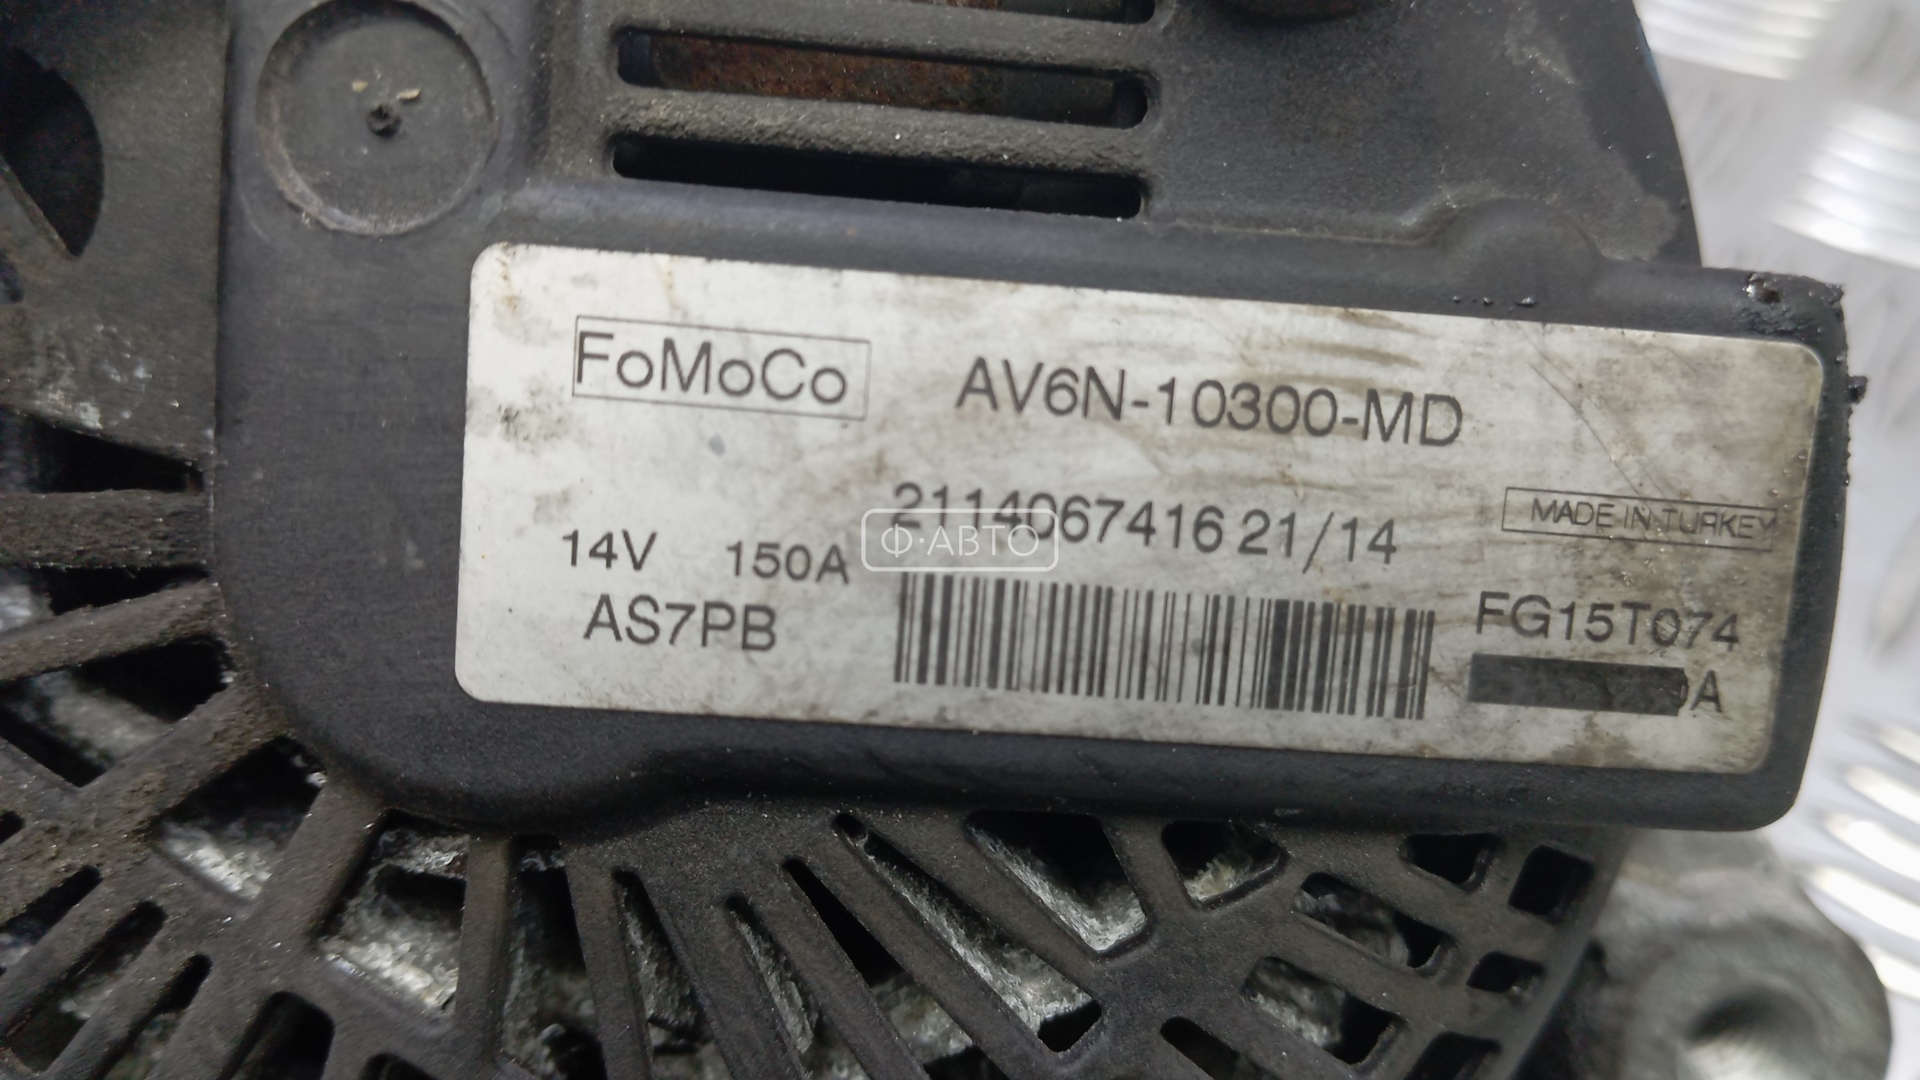 FoMoCo AV6N-10300-MD
2114067416 21/14 MADE IN TURKEY
14V 150A
Ф·АВТО
AS7PB FG15T074
A